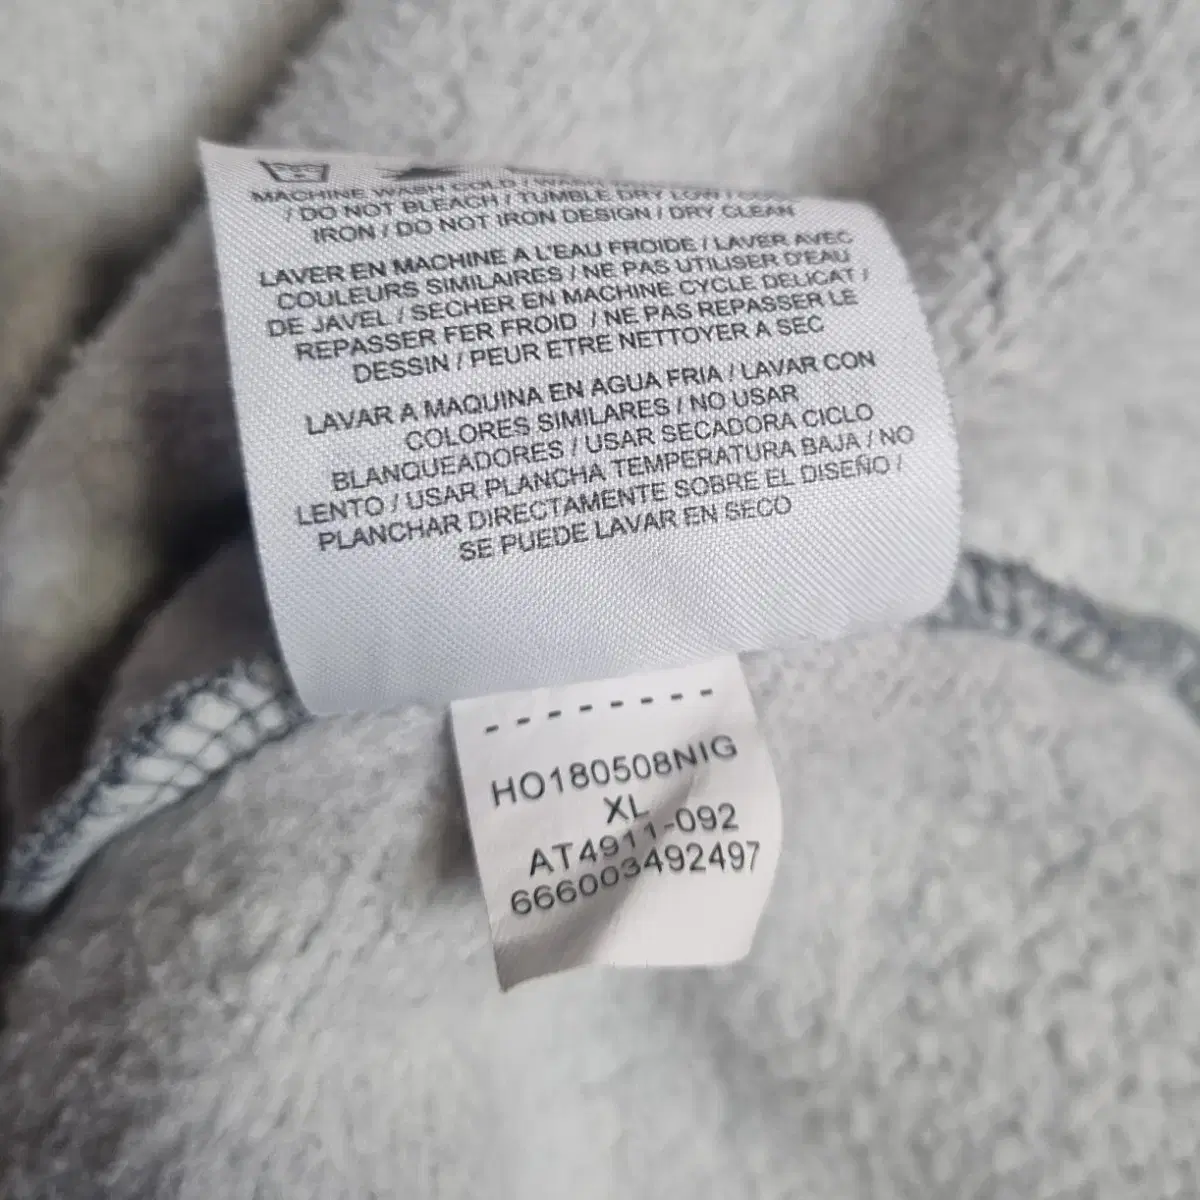 MACHINE WASH COLD / WASH
/ DO NOT BLEACH / TUMBLE DRY LOW /
IRON / DO NOT IRON DESIGN / DRY CLEAN
LAVER EN MACHINE A L'EAU FROIDE / LAVER AVEC
COULEURS SIMILAIRES / NE PAS UTILISER D'EAU
DE JAVEL / SECHER EN MACHINE CYCLE DELICAT /
REPASSER FER FROID / NE PAS REPASSER LE
DESSIN / PEUR ETRE NETTOYER A SEC
LAVAR A MAQUINA EN AGUA FRIA / LAVAR CON
COLORES SIMILARES / NO USAR
BLANQUEADORES / USAR SECADORA CICLO
LENTO / USAR PLANCHA TEMPERATURA BAJA / NO
PLANCHAR DIRECTAMENTE SOBRE EL DISEÑO /
SE PUEDE LAVAR EN SECO
--------
HO180508NIG
XL
AT4911-092
666003492497